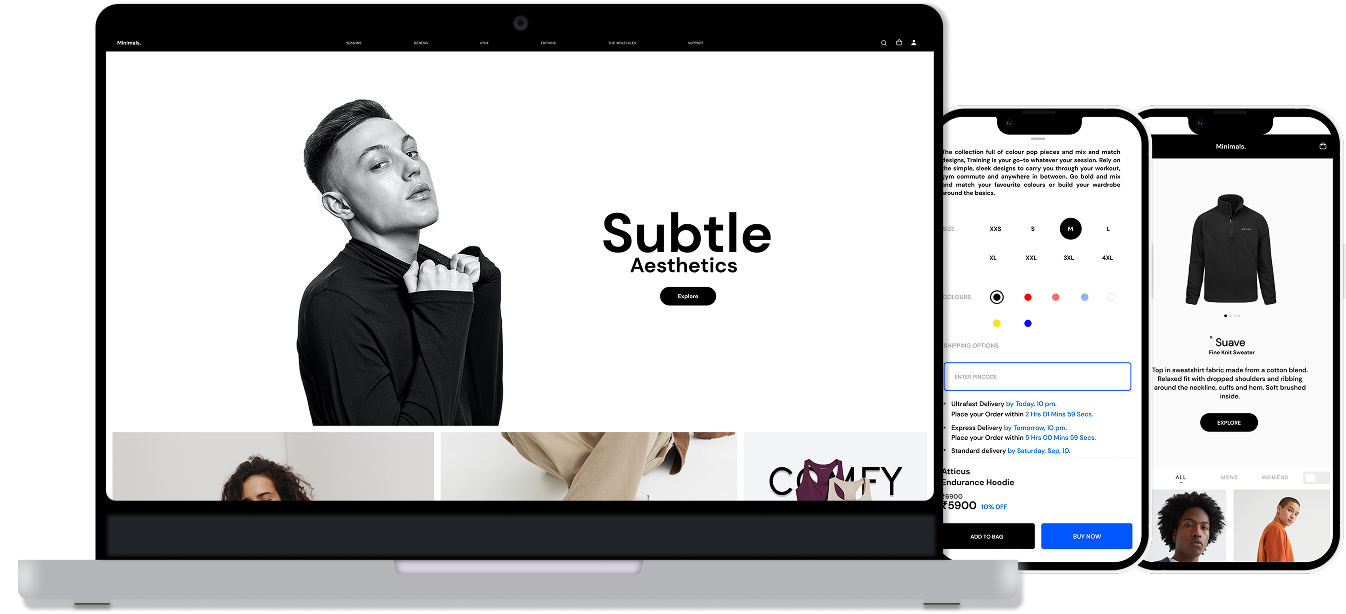 Minimals.
SEASONS
GENESIS
EDITIONS
THE MOLECULES
SUPPORT
Subtle
Aesthetics
Explore
COMFY
The collection full of colour pop pieces and mix and match
designs, Training is your go-to whatever your session. Rely on
the simple, sleek designs to carry you through your workout,
gym commute and anywhere in between. Go bold and mix
and match your favourite colours or build your wardrobe
around the basics.
SIZE
XXS
S
M
L
XL
XXL
3XL
4XL
COLOURS
SHIPPING OPTIONS
ENTER PINCODE
Ultrafast Delivery by Today, 10 pm.
Place your Order within 2 Hrs 01 Mins 59 Secs.
Express Delivery by Tomorrow, 10 pm.
Place your Order within 5 Hrs 00 Mins 59 Secs.
Standard delivery by Saturday, Sep, 10.
Atticus
Endurance Hoodie
₹6900
₹5900 10% OFF
ADD TO BAG
BUY NOW
Minimals.
Suave
Fine Knit Sweater
Top in sweatshirt fabric made from a cotton blend.
Relaxed fit with dropped shoulders and ribbing
around the neckline, cuffs and hem. Soft brushed
inside.
EXPLORE
ALL
MENS
WOMENS